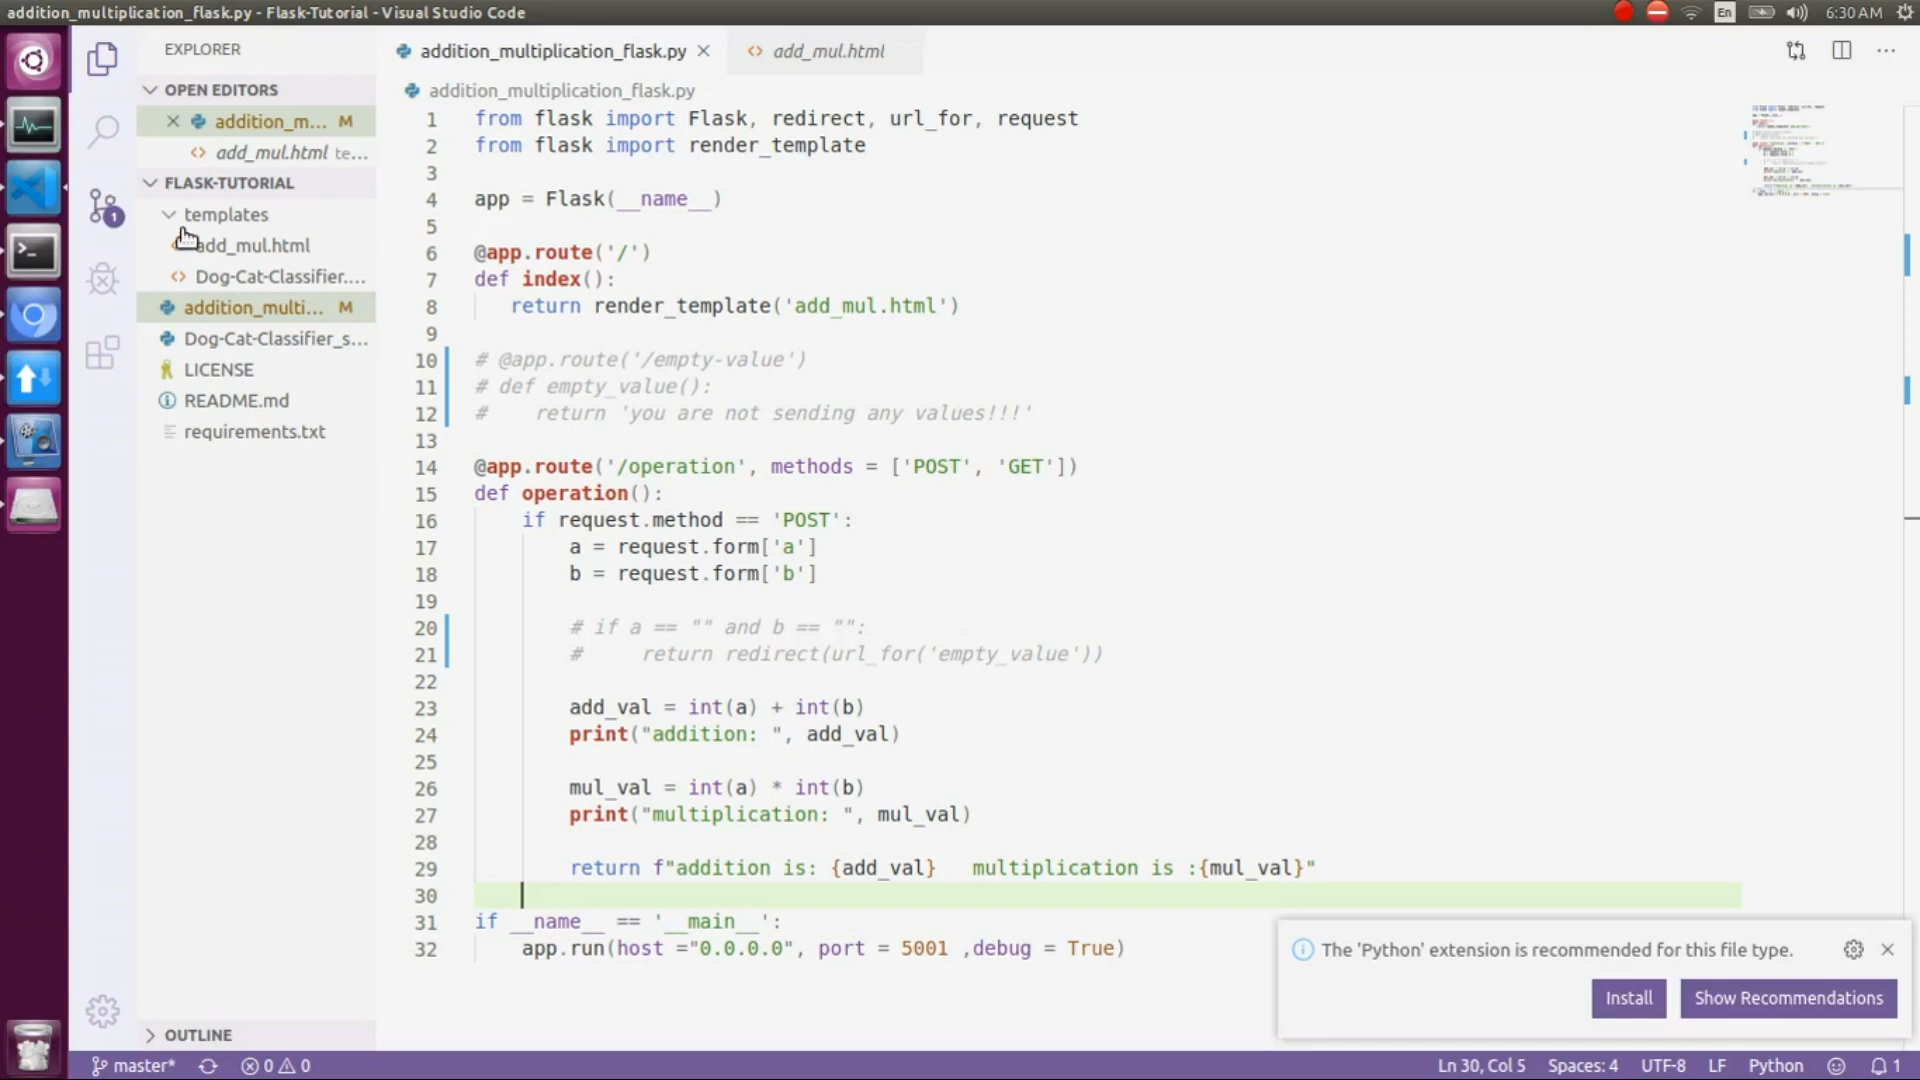 addition_multiplication_flask.py - Flask-Tutorial - Visual Studio Code
En
6:30 AM
EXPLORER
addition_multiplication_flask.py
add_mul.html
OPEN EDITORS
addition_m... M
add_mul.html te...
FLASK-TUTORIAL
templates
add_mul.html
Dog-Cat-Classifier....
addition_multi... M
Dog-Cat-Classifier_s...
LICENSE
README.md
requirements.txt
OUTLINE
1
addition_multiplication_flask.py
1 from flask import Flask, redirect, url_for, request
2 from flask import render_template
3
4 app = Flask(__name__)
5
6 @app.route('/')
7 def index():
8 return render_template('add_mul.html')
9
10 # @app.route('/empty-value')
11 # def empty_value():
12 # return 'you are not sending any values!!!'
13
14 @app.route('/operation', methods = ['POST', 'GET'])
15 def operation():
16 if request.method == 'POST':
17 a = request.form['a']
18 b = request.form['b']
19
20 # if a == "" and b == "":
21 # return redirect(url_for('empty_value'))
22
23 add_val = int(a) + int(b)
24 print("addition: ", add_val)
25
26 mul_val = int(a) * int(b)
27 print("multiplication: ", mul_val)
28
29 return f"addition is: {add_val} multiplication is :{mul_val}"
30
31 if __name__ == '__main__':
32 app.run(host ="0.0.0.0", port = 5001 ,debug = True)
The 'Python' extension is recommended for this file type.
Install
Show Recommendations
master*
0
0
Ln 30, Col 5
Spaces: 4
UTF-8
LF
Python
1